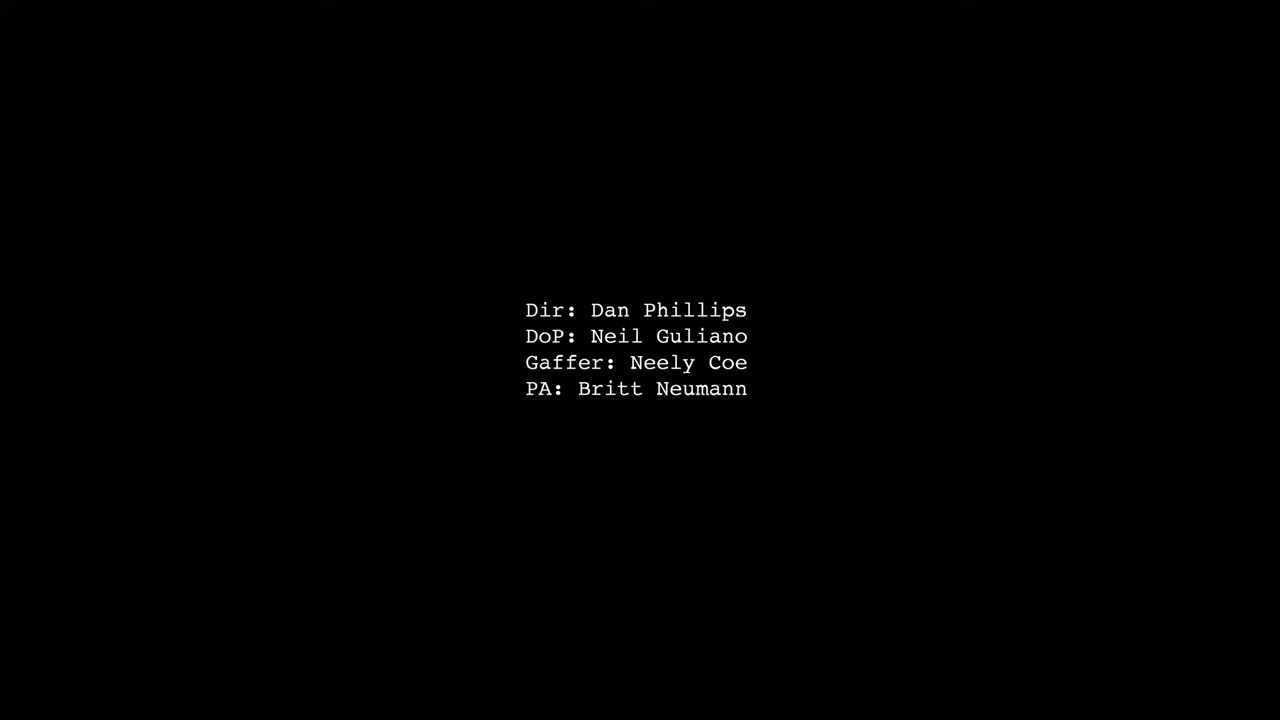 Dir: Dan Phillips
DoP: Neil Guliano
Gaffer: Neely Coe
PA: Britt Neumann